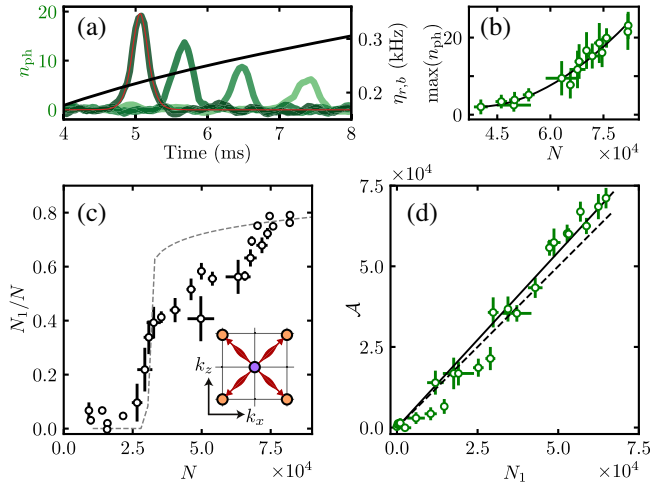 (a)
20
10
0
n_ph
4 5 6 7 8
Time (ms)
0.3
0.2
η_r,b (kHz)
(b)
20
10
0
max(n_ph)
4.5 6.0 7.5
N ×10^4
(c)
0.8
0.6
0.4
0.2
0.0
N_1/N
k_z
k_x
0.0 2.5 5.0 7.5
N ×10^4
(d)
7.5
5.0
2.5
0.0
×10^4
𝒜
0.0 2.5 5.0 7.5
N_1 ×10^4